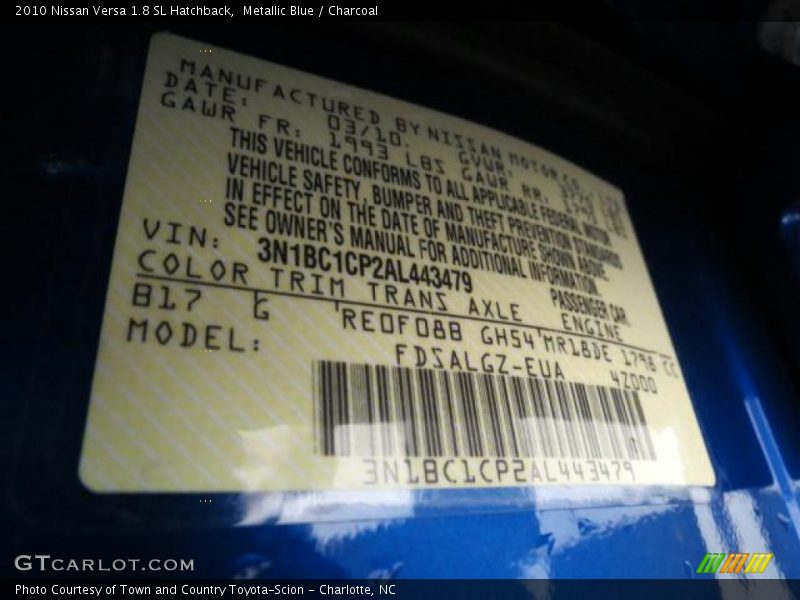 2010 Nissan Versa 1.8 SL Hatchback,  Metallic Blue / Charcoal
MANUFACTURED BY NISSAN MOTOR CO.
DATE: 03/10. GVWR:
GAWR FR: 1993 LBS GAWR RR:
THIS VEHICLE CONFORMS TO ALL APPLICABLE FEDERAL MOTOR
VEHICLE SAFETY, BUMPER AND THEFT PREVENTION STANDARDS
IN EFFECT ON THE DATE OF MANUFACTURE SHOWN ABOVE.
SEE OWNER'S MANUAL FOR ADDITIONAL INFORMATION.
VIN: 3N1BC1CP2AL443479 PASSENGER CAR
COLOR TRIM TRANS AXLE ENGINE
B17 G RE0F08B GH54 MR18DE 1798 CC
MODEL: FDSALGZ-EUA 4Z000
3N1BC1CP2AL443479
GTCARLOT.COM
Photo Courtesy of Town and Country Toyota-Scion - Charlotte, NC